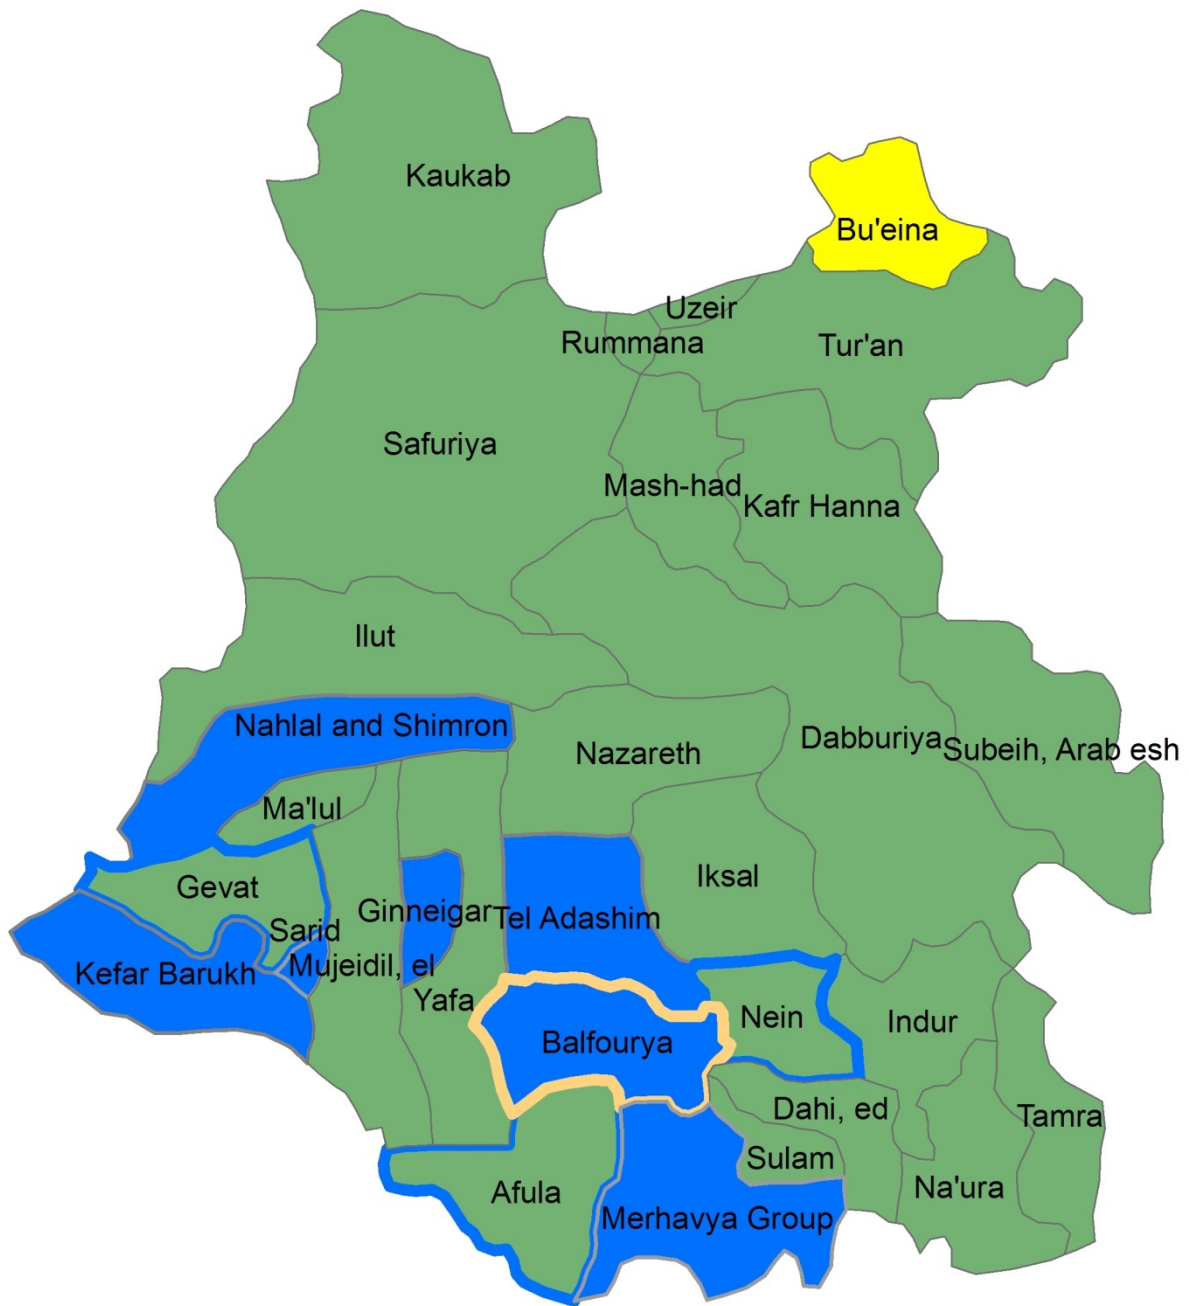 Kaukab
Bu'eina
Uzeir
Rummana
Tur'an
Safuriya
Mash-had
Kafr Hanna
Ilut
Nahlal and Shimron
Nazareth
Dabburiya
Subeih, Arab esh
Ma'lul
Iksal
Gevat
Ginneigar
Tel Adashim
Sarid
Kefar Barukh
Mujeidil, el
Yafa
Nein
Indur
Balfourya
Dahi, ed
Tamra
Sulam
Na'ura
Afula
Merhavya Group